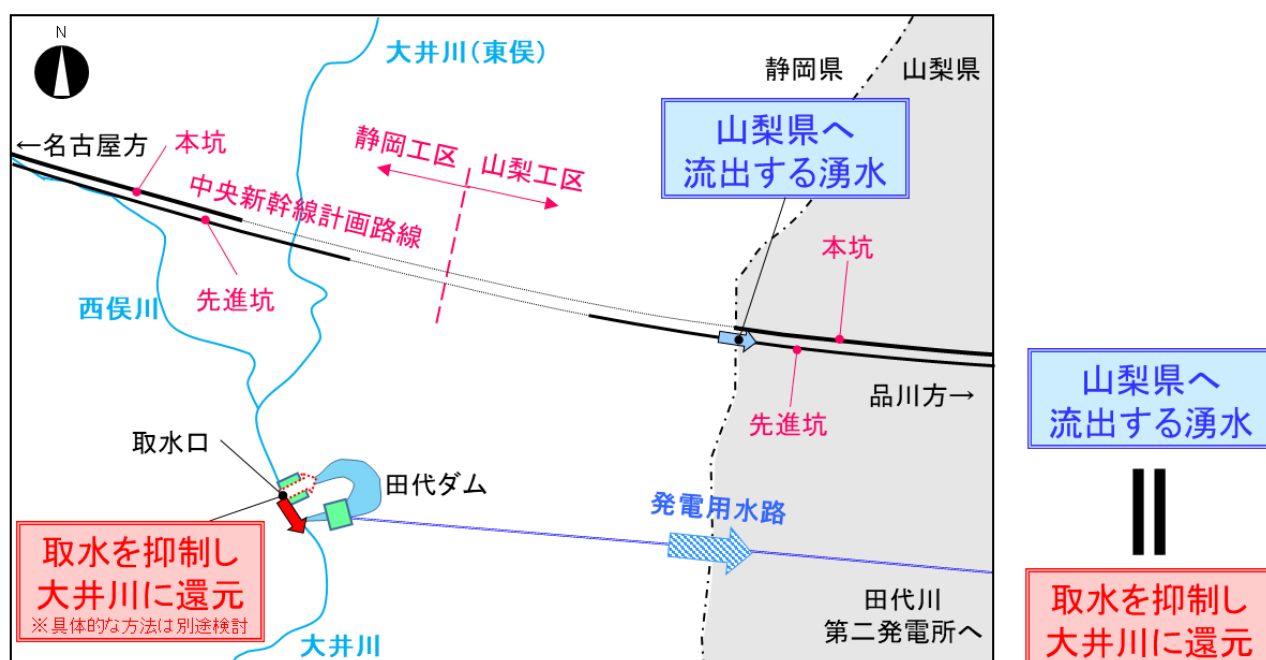 N
大井川(東俣)
静岡県
山梨県
山梨県へ
流出する湧水
←名古屋方
本坑
静岡工区
山梨工区
中央新幹線計画路線
先進坑
西俣川
本坑
品川方→
先進坑
取水口
田代ダム
発電用水路
取水を抑制し
大井川に還元
※具体的な方法は別途検討
大井川
田代川
第二発電所へ
山梨県へ
流出する湧水
||
取水を抑制し
大井川に還元